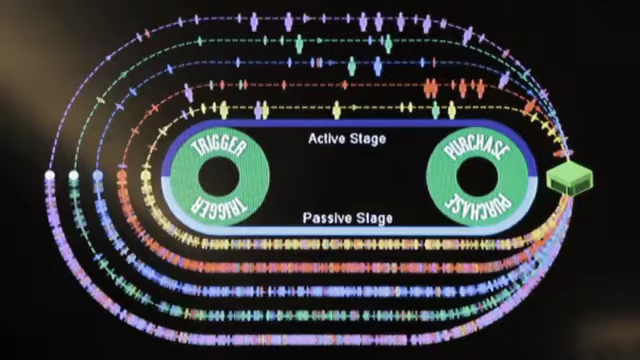 Active Stage
TRIGGER
PURCHASE
TRIGGER
PURCHASE
Passive Stage